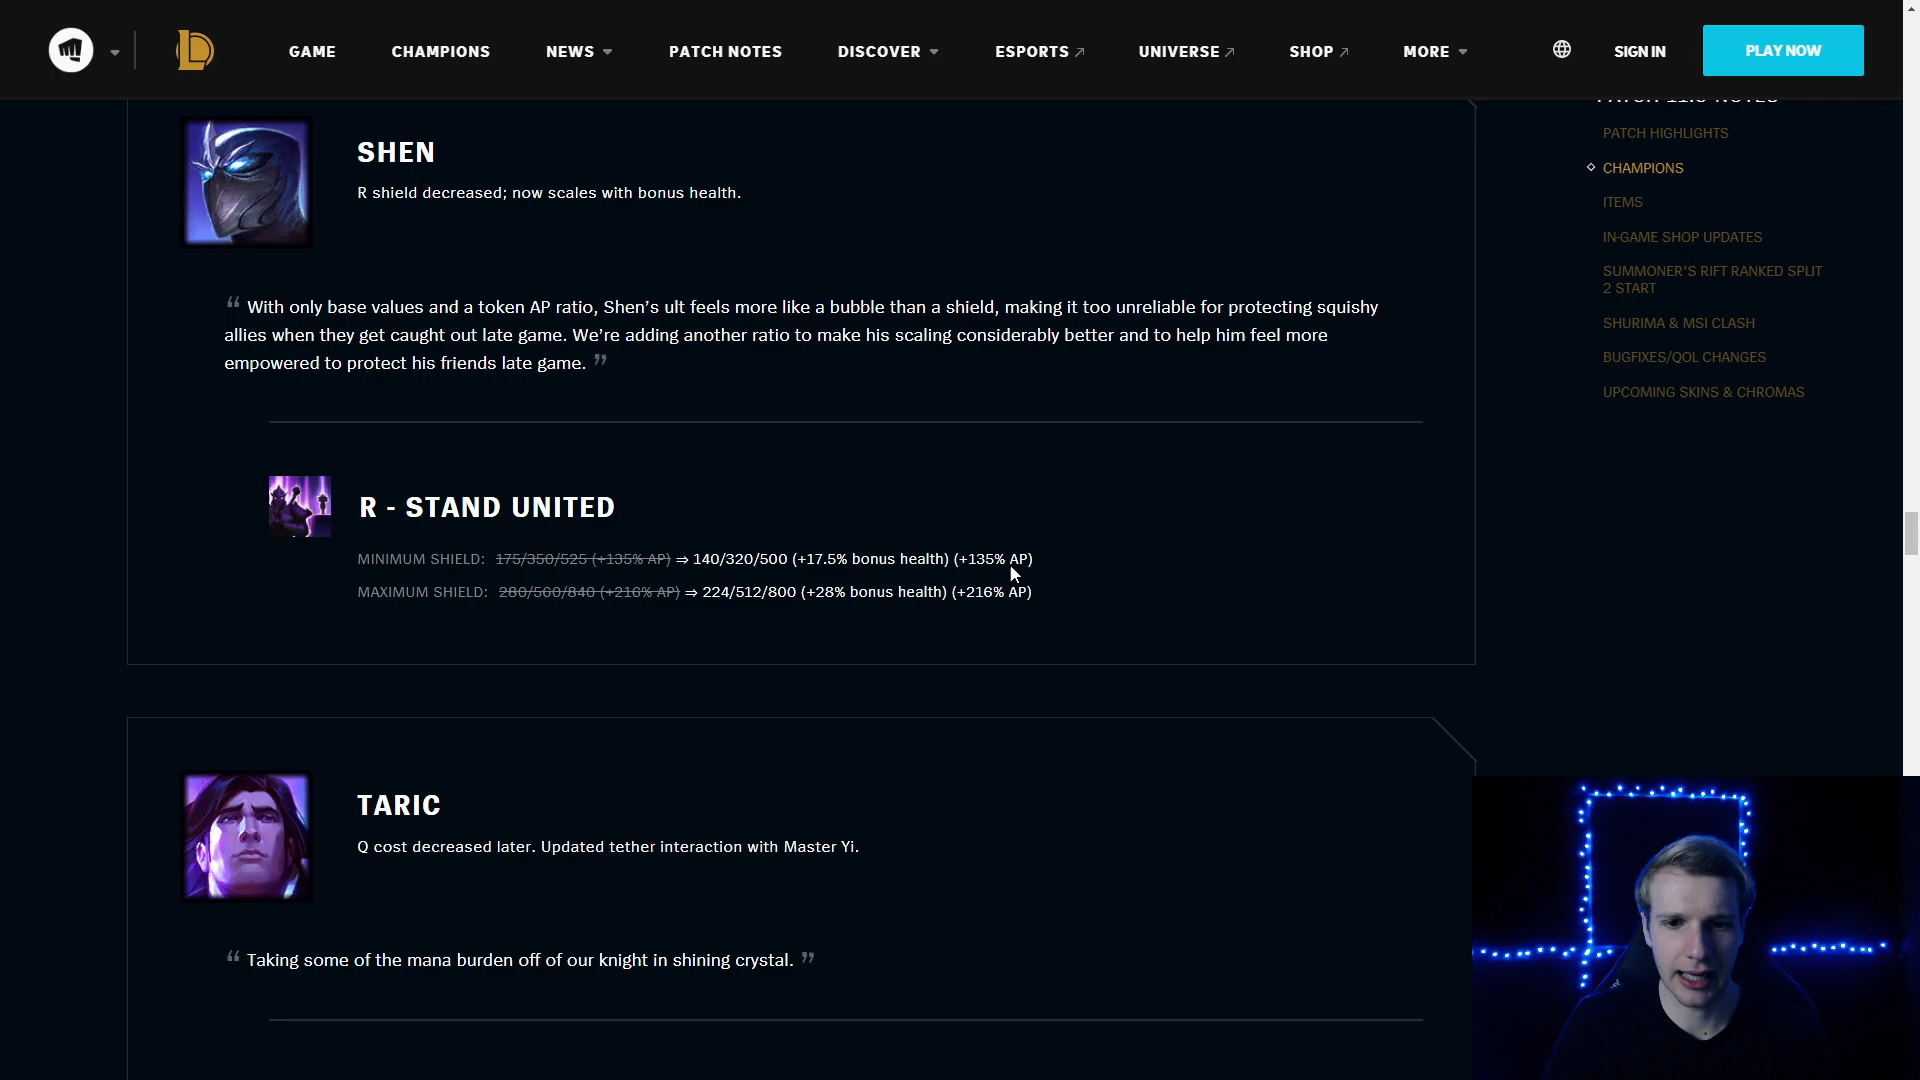 GAME
CHAMPIONS
NEWS
PATCH NOTES
DISCOVER
ESPORTS
UNIVERSE
SHOP
MORE
SIGN IN
PLAY NOW
SHEN
R shield decreased; now scales with bonus health.
“ With only base values and a token AP ratio, Shen’s ult feels more like a bubble than a shield, making it too unreliable for protecting squishy
allies when they get caught out late game. We’re adding another ratio to make his scaling considerably better and to help him feel more
empowered to protect his friends late game. ”
R - STAND UNITED
MINIMUM SHIELD: 175/350/525 (+135% AP) ⇒ 140/320/500 (+17.5% bonus health) (+135% AP)
MAXIMUM SHIELD: 280/560/840 (+216% AP) ⇒ 224/512/800 (+28% bonus health) (+216% AP)
TARIC
Q cost decreased later. Updated tether interaction with Master Yi.
“ Taking some of the mana burden off of our knight in shining crystal. ”
PATCH HIGHLIGHTS
CHAMPIONS
ITEMS
IN-GAME SHOP UPDATES
SUMMONER'S RIFT RANKED SPLIT
2 START
SHURIMA & MSI CLASH
BUGFIXES/QOL CHANGES
UPCOMING SKINS & CHROMAS